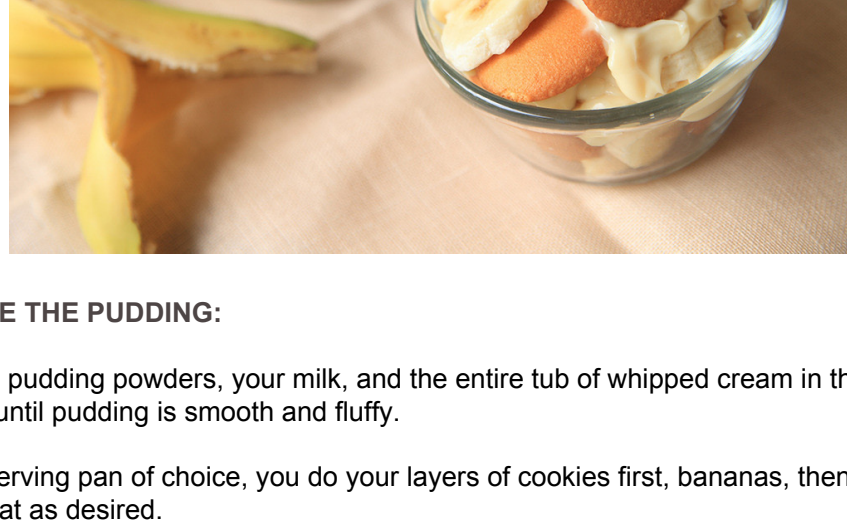 E THE PUDDING:
pudding powders, your milk, and the entire tub of whipped cream in th
until pudding is smooth and fluffy.
erving pan of choice, you do your layers of cookies first, bananas, then
at as desired.